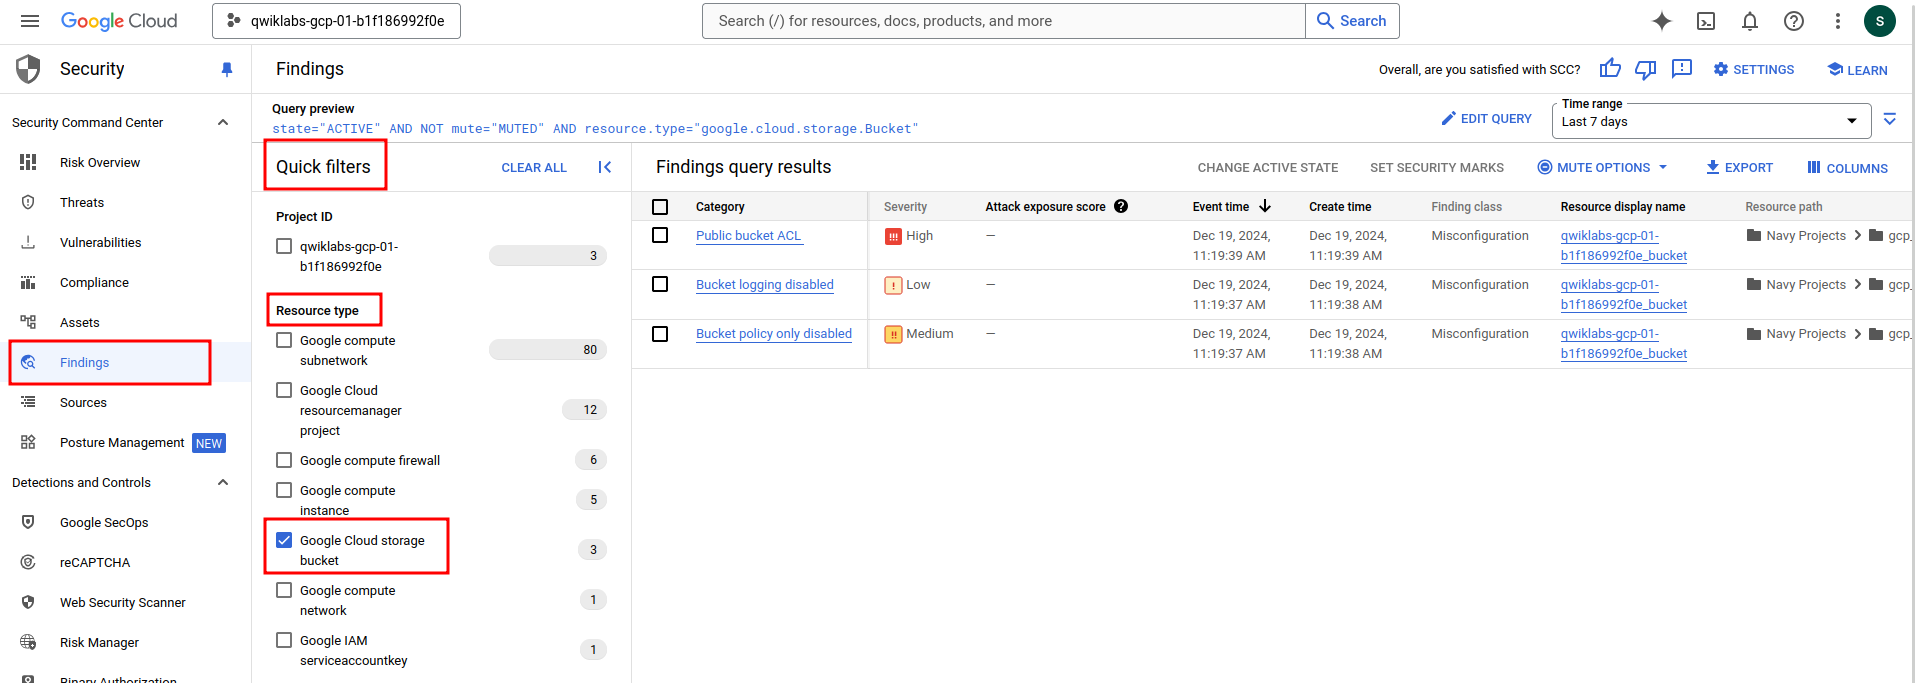 Google Cloud
qwiklabs-gcp-01-b1f186992f0e
Search (/) for resources, docs, products, and more
Search
S
Security
Findings
Overall, are you satisfied with SCC?
SETTINGS
LEARN
Security Command Center
Risk Overview
Threats
Vulnerabilities
Compliance
Assets
Findings
Sources
Posture Management NEW
Detections and Controls
Google SecOps
reCAPTCHA
Web Security Scanner
Risk Manager
Binary Authorization
Query preview
state="ACTIVE" AND NOT mute="MUTED" AND resource.type="google.cloud.storage.Bucket"
EDIT QUERY
Time range
Last 7 days
Quick filters
CLEAR ALL
Project ID
qwiklabs-gcp-01-
b1f186992f0e
3
Resource type
Google compute
subnetwork
80
Google Cloud
resourcemanager
project
12
Google compute firewall
6
Google compute
instance
5
Google Cloud storage
bucket
3
Google compute
network
1
Google IAM
serviceaccountkey
1
Findings query results
CHANGE ACTIVE STATE
SET SECURITY MARKS
MUTE OPTIONS
EXPORT
COLUMNS
Category Severity Attack exposure score Event time Create time Finding class Resource display name Resource path
Public bucket ACL High — Dec 19, 2024, Dec 19, 2024, Misconfiguration qwiklabs-gcp-01- Navy Projects > gcp_
11:19:39 AM 11:19:39 AM b1f186992f0e_bucket
Bucket logging disabled Low — Dec 19, 2024, Dec 19, 2024, Misconfiguration qwiklabs-gcp-01- Navy Projects > gcp_
11:19:37 AM 11:19:38 AM b1f186992f0e_bucket
Bucket policy only disabled Medium — Dec 19, 2024, Dec 19, 2024, Misconfiguration qwiklabs-gcp-01- Navy Projects > gcp_
11:19:37 AM 11:19:38 AM b1f186992f0e_bucket